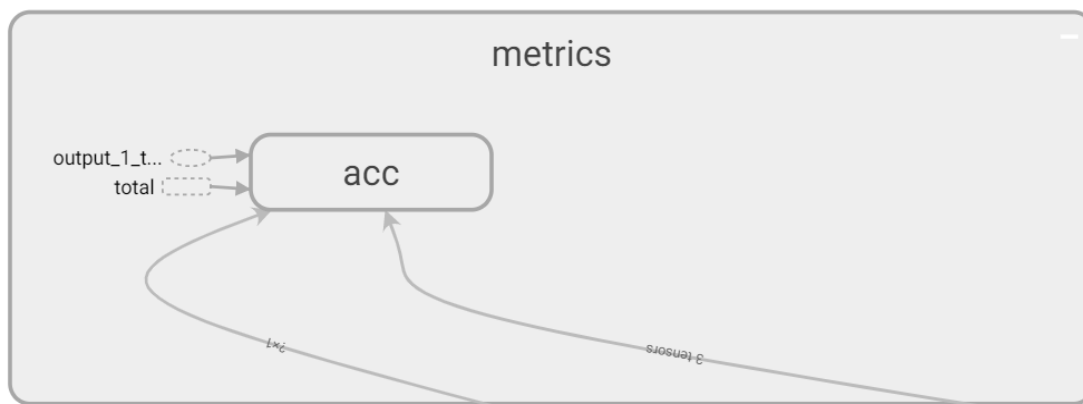 metrics
output_1_t...
acc
total
?×1
3 tensors